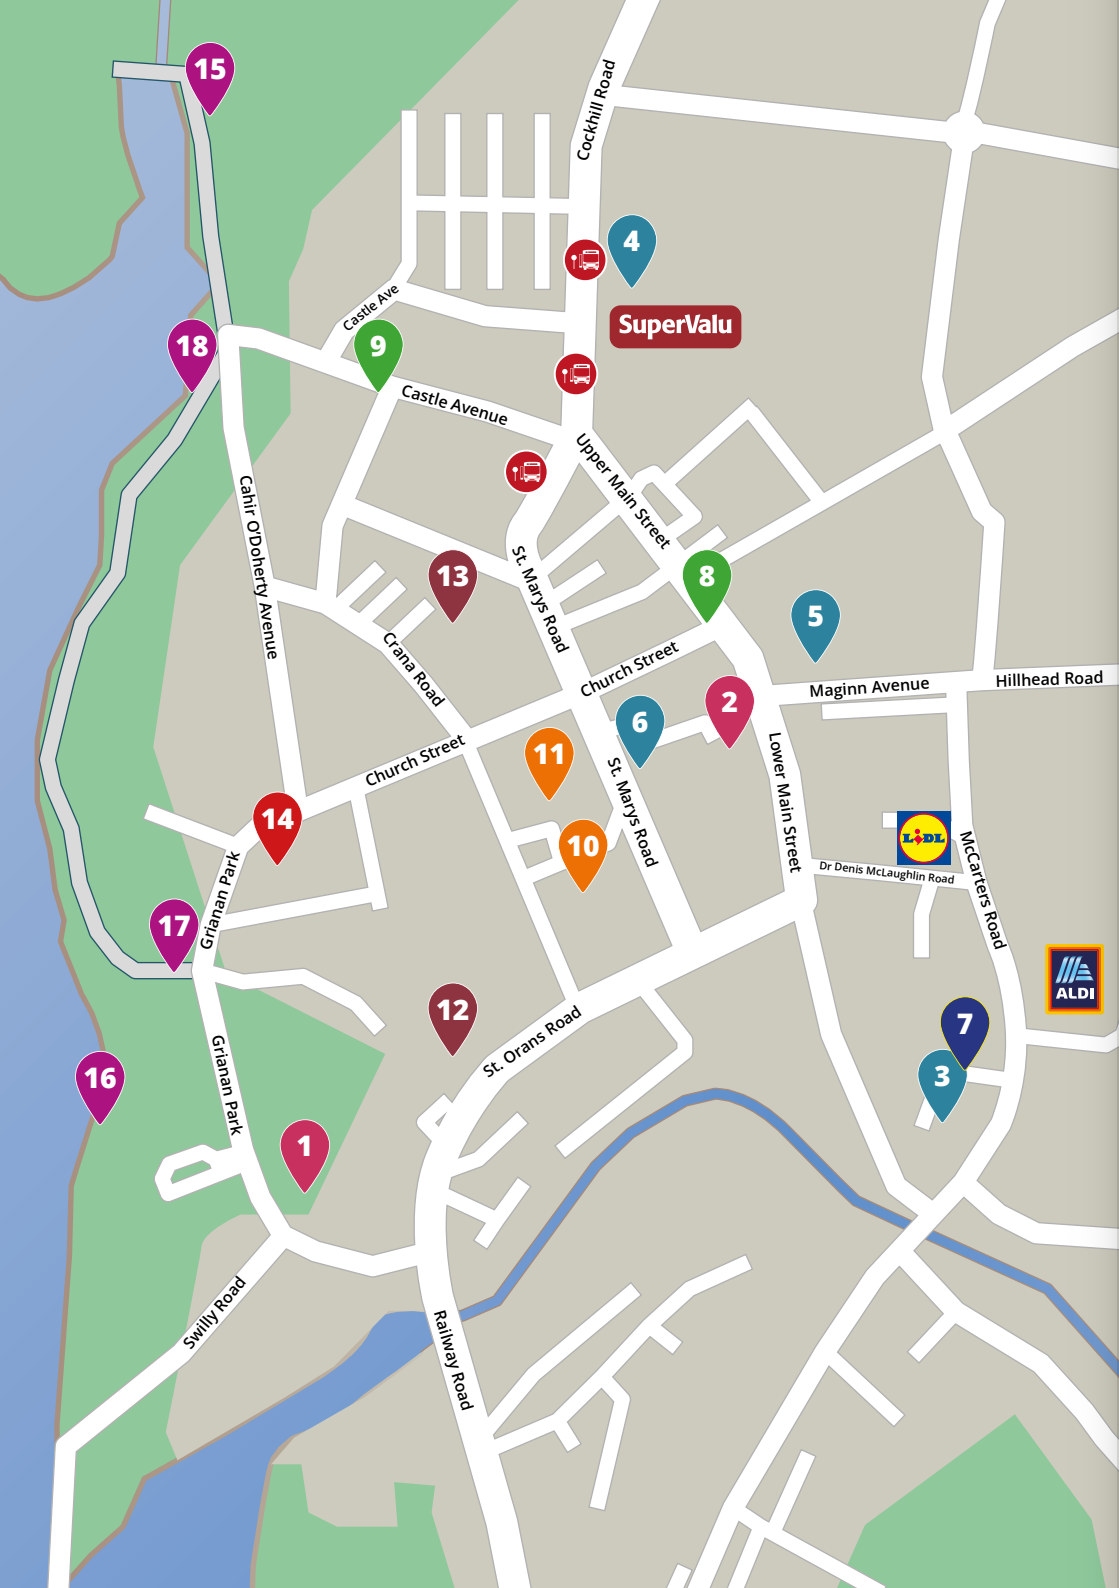 15
Cockhill Road
4
Castle Ave
SuperValu
18
9
Castle Avenue
Upper Main Street
Cahir O'Doherty Avenue
St. Marys Road
13
8
5
Crana Road
Church Street
Maginn Avenue
Hillhead Road
2
6
11
Church Street
Lower Main Street
St. Marys Road
14
10
LIDL
Dr Denis McLaughlin Road
McCarters Road
Grianan Park
17
ALDI
12
7
St. Orans Road
3
16
Grianan Park
1
Swilly Road
Railway Road